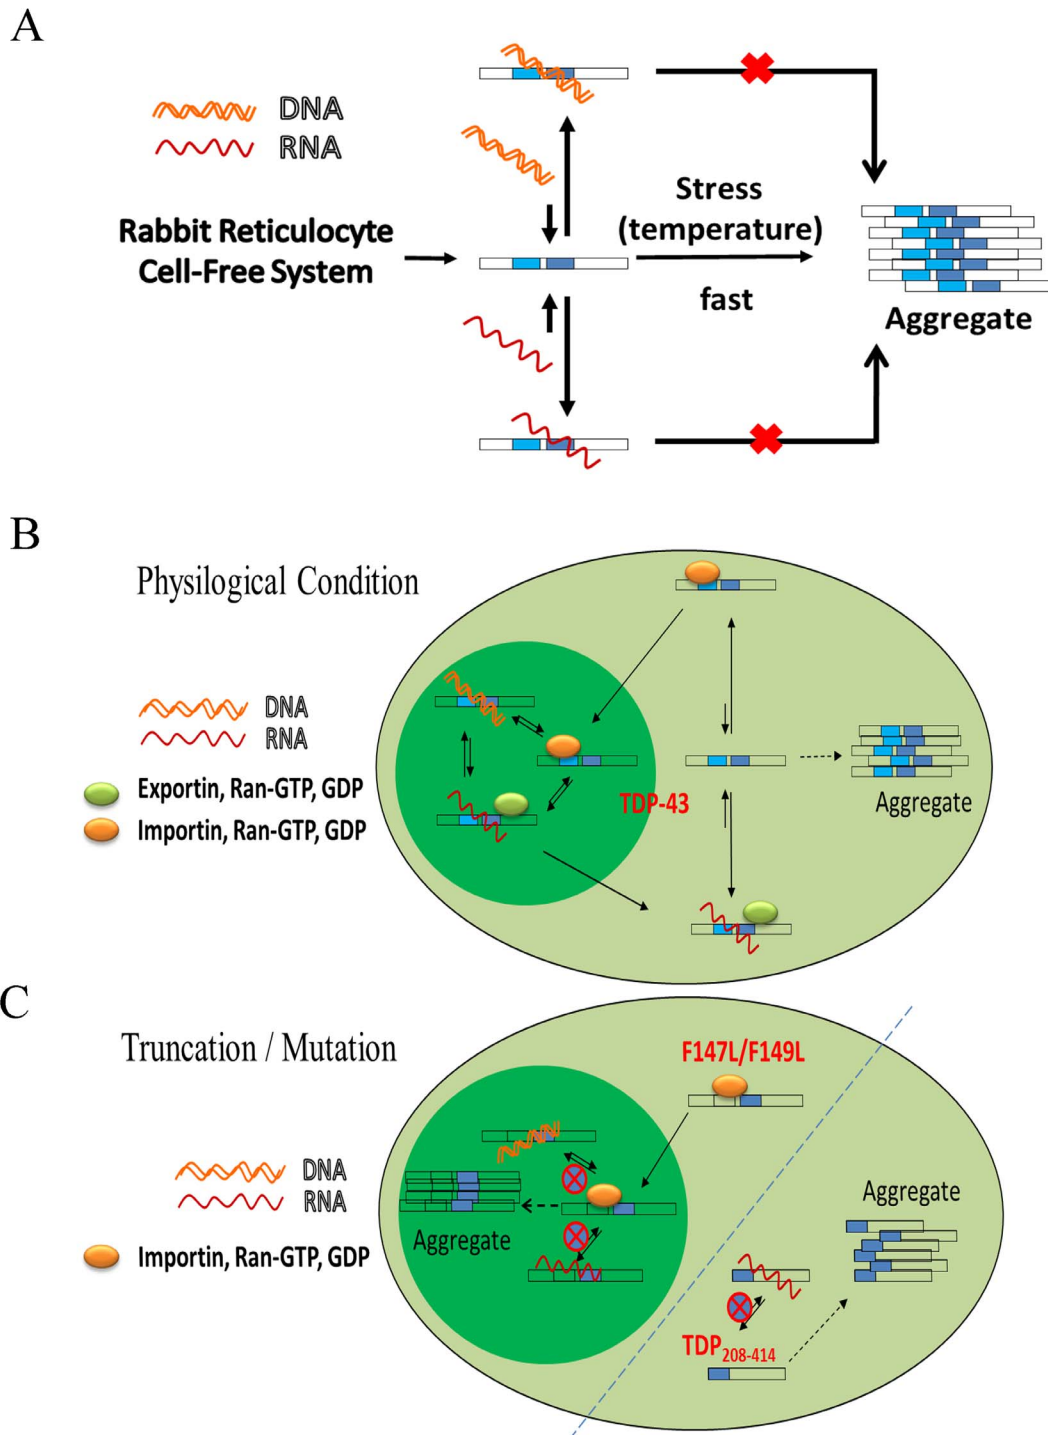 A
DNA
RNA
Rabbit Reticulocyte
Cell-Free System
Stress
(temperature)
fast
Aggregate
B
Physilogical Condition
DNA
RNA
Exportin, Ran-GTP, GDP
Importin, Ran-GTP, GDP
TDP-43
Aggregate
C
Truncation / Mutation
F147L/F149L
DNA
RNA
Importin, Ran-GTP, GDP
Aggregate
Aggregate
TDP208-414